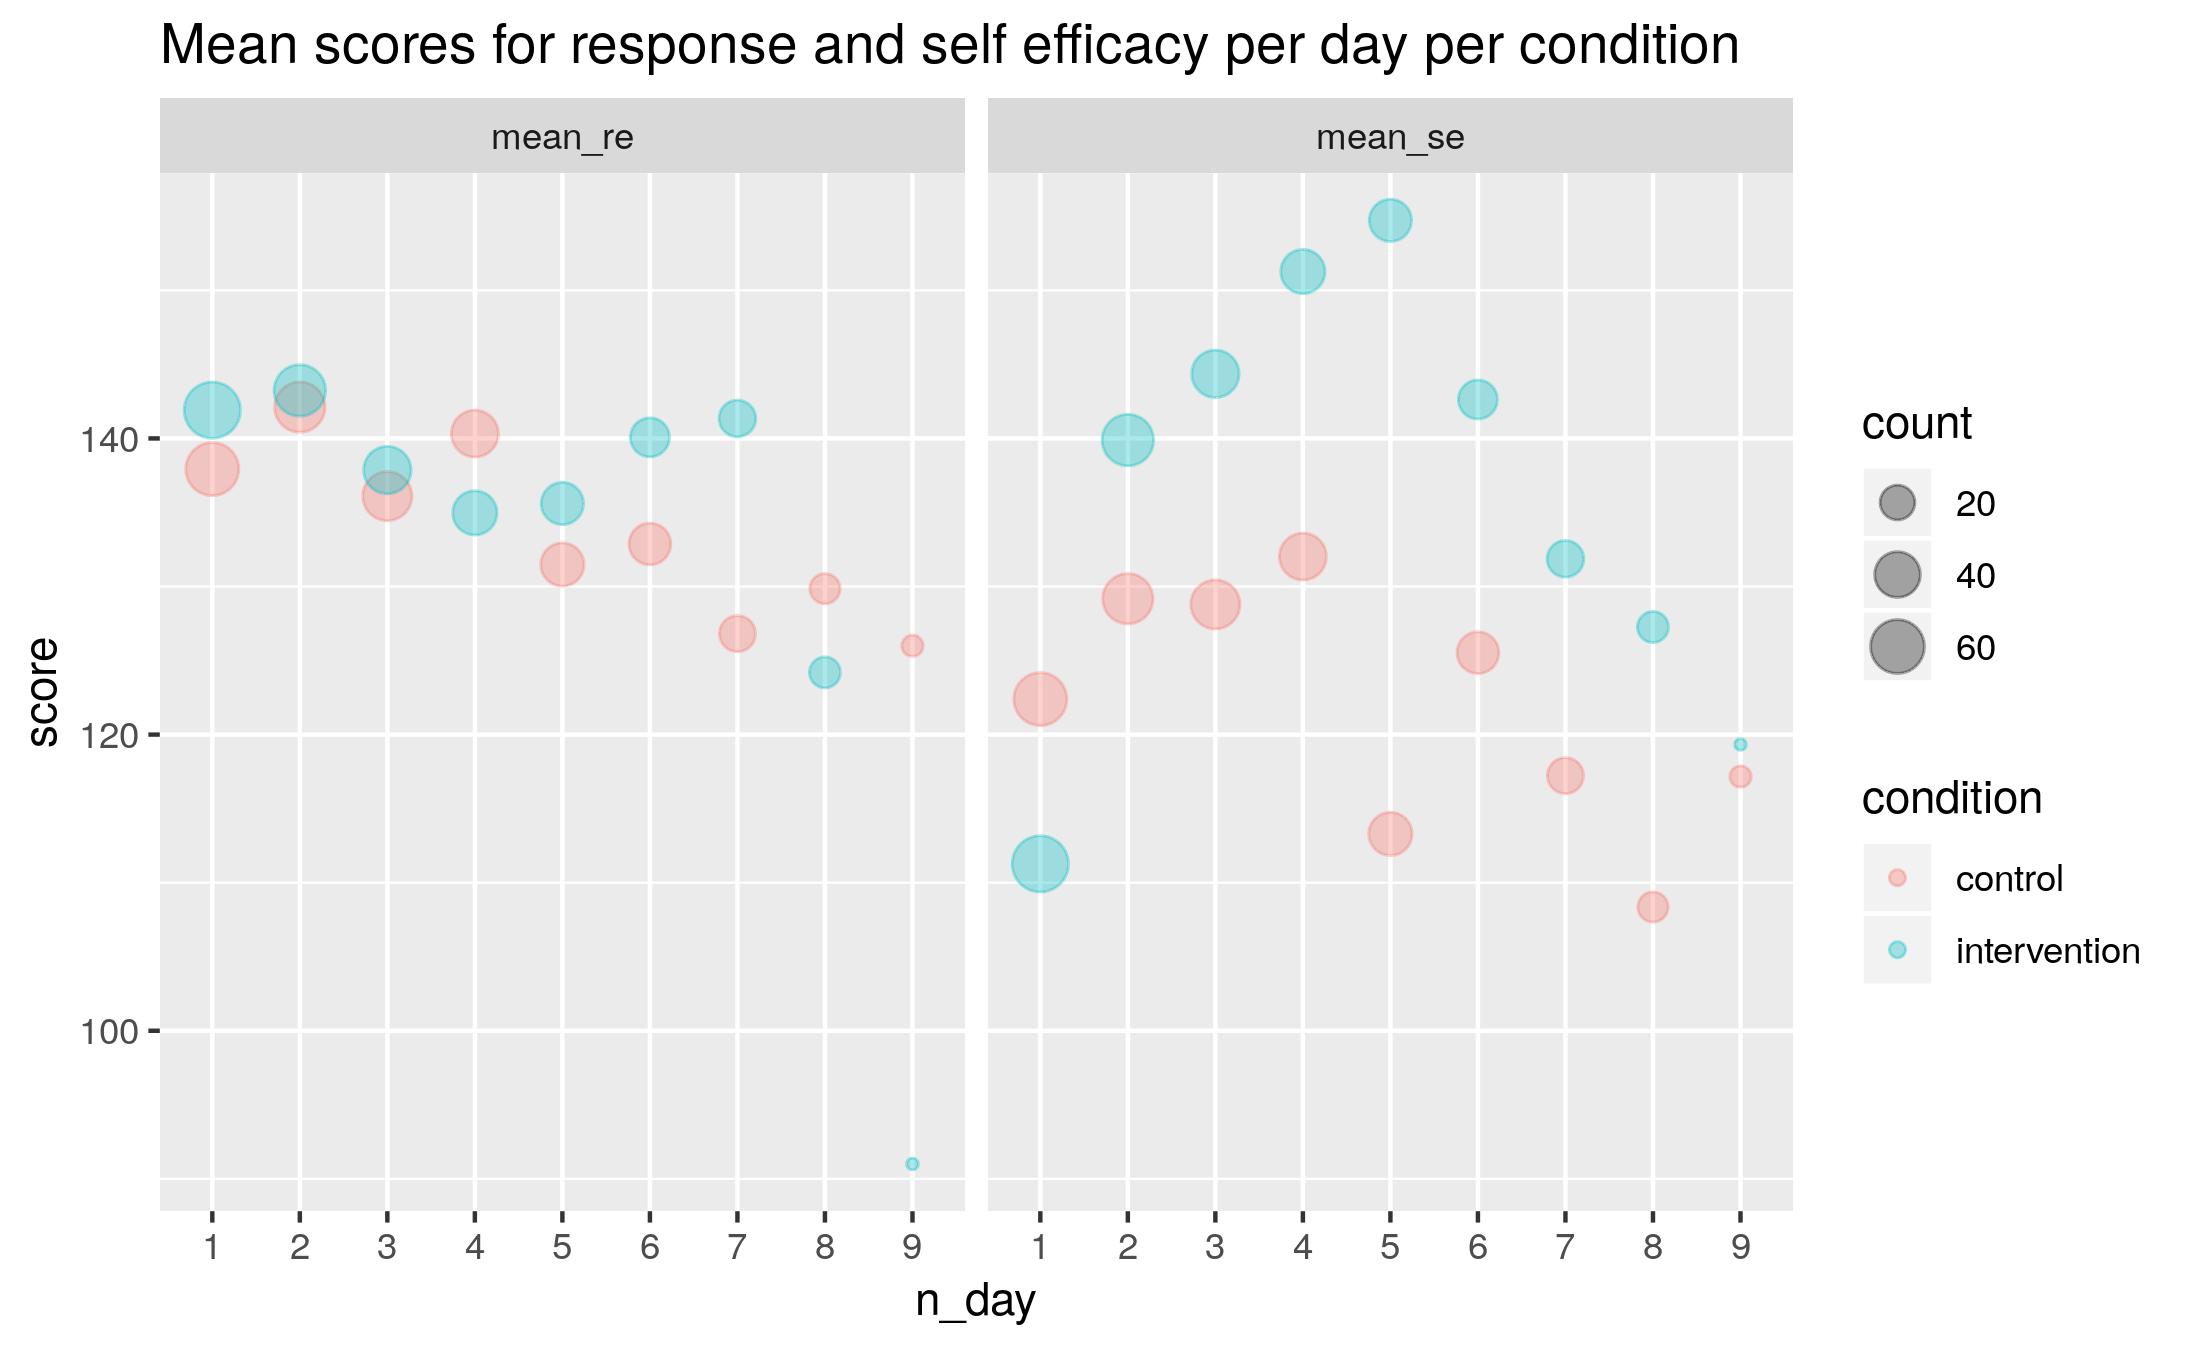 Mean scores for response and self efficacy per day per condition
mean_re
mean_se
score
140
120
100
1 2 3 4 5 6 7 8 9
1 2 3 4 5 6 7 8 9
n_day
count
20
40
60
condition
control
intervention